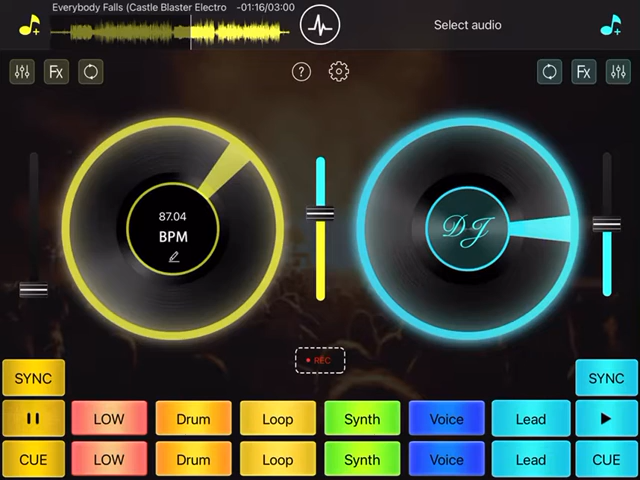 Everybody Falls (Castle Blaster Electro
-01:16/03:00
Select audio
Fx
?
Fx
87.04
BPM
DJ
REC
SYNC
SYNC
LOW
Drum
Loop
Synth
Voice
Lead
CUE
LOW
Drum
Loop
Synth
Voice
Lead
CUE